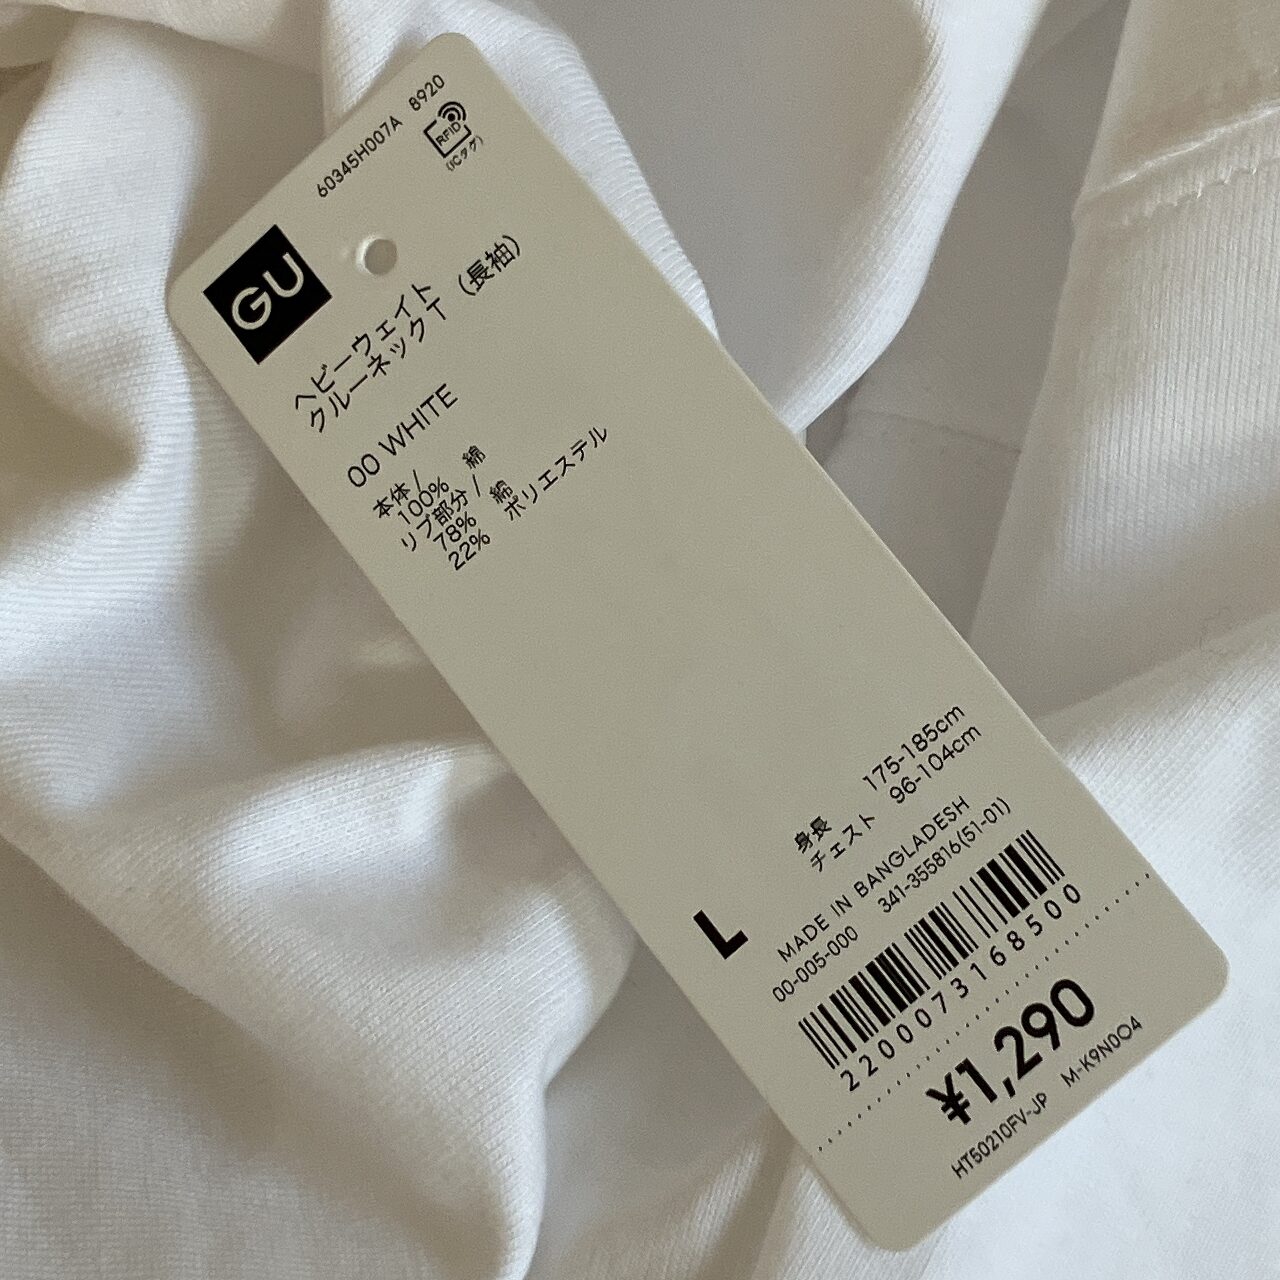 60345H007A 8920
RFID
(ICタグ)
GU
ヘビーウェイト
クルーネックT(長袖)
00 WHITE
本体/
100% 綿
リブ部分/
78% 綿
22% ポリエステル
身長 175-185cm
チェスト 96-104cm
L
MADE IN BANGLADESH
00-005-000 341-355816(51-01)
2200073168500
¥1,290
HT50210FV-JP M-K9N0O4